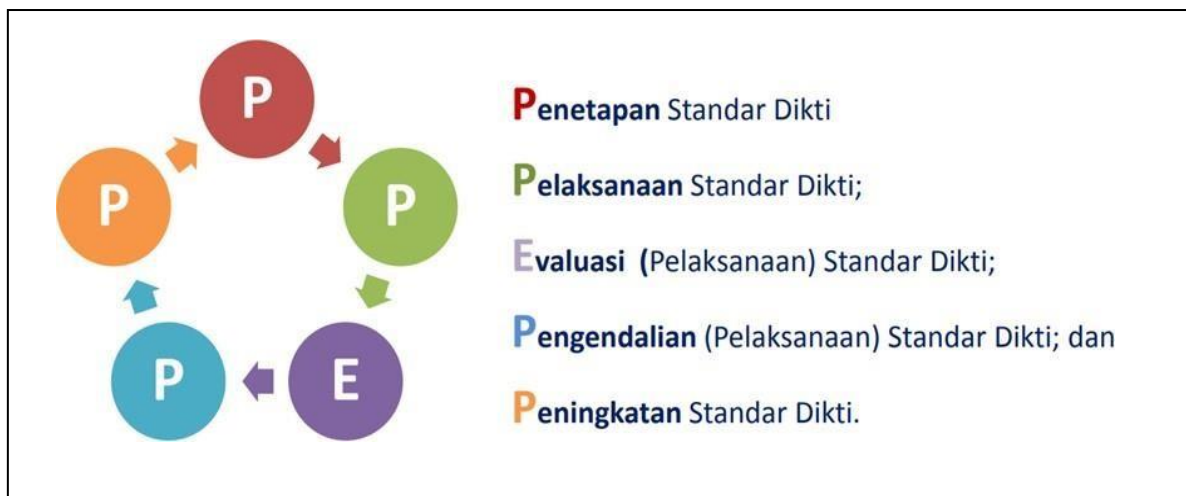 P
P
E
P
P
Penetapan Standar Dikti
Pelaksanaan Standar Dikti;
Evaluasi (Pelaksanaan) Standar Dikti;
Pengendalian (Pelaksanaan) Standar Dikti; dan
Peningkatan Standar Dikti.